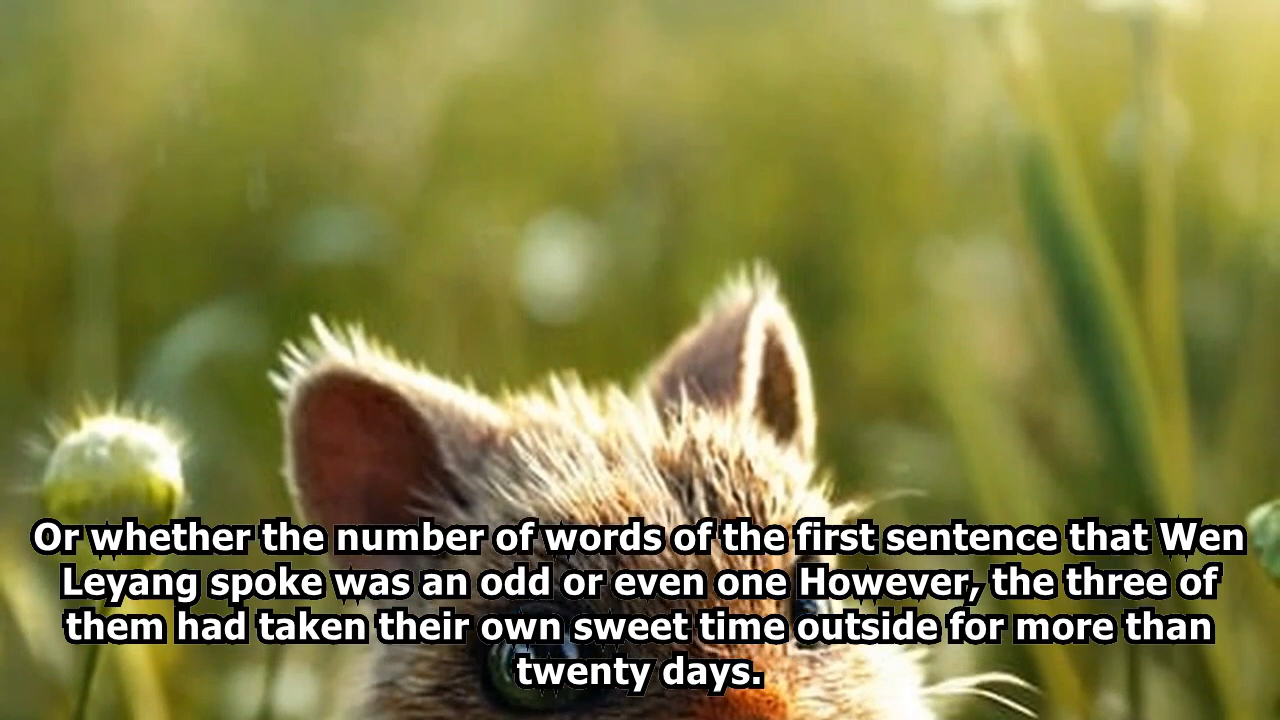 Or whether the number of words of the first sentence that Wen
Leyang spoke was an odd or even one However, the three of
them had taken their own sweet time outside for more than
twenty days.